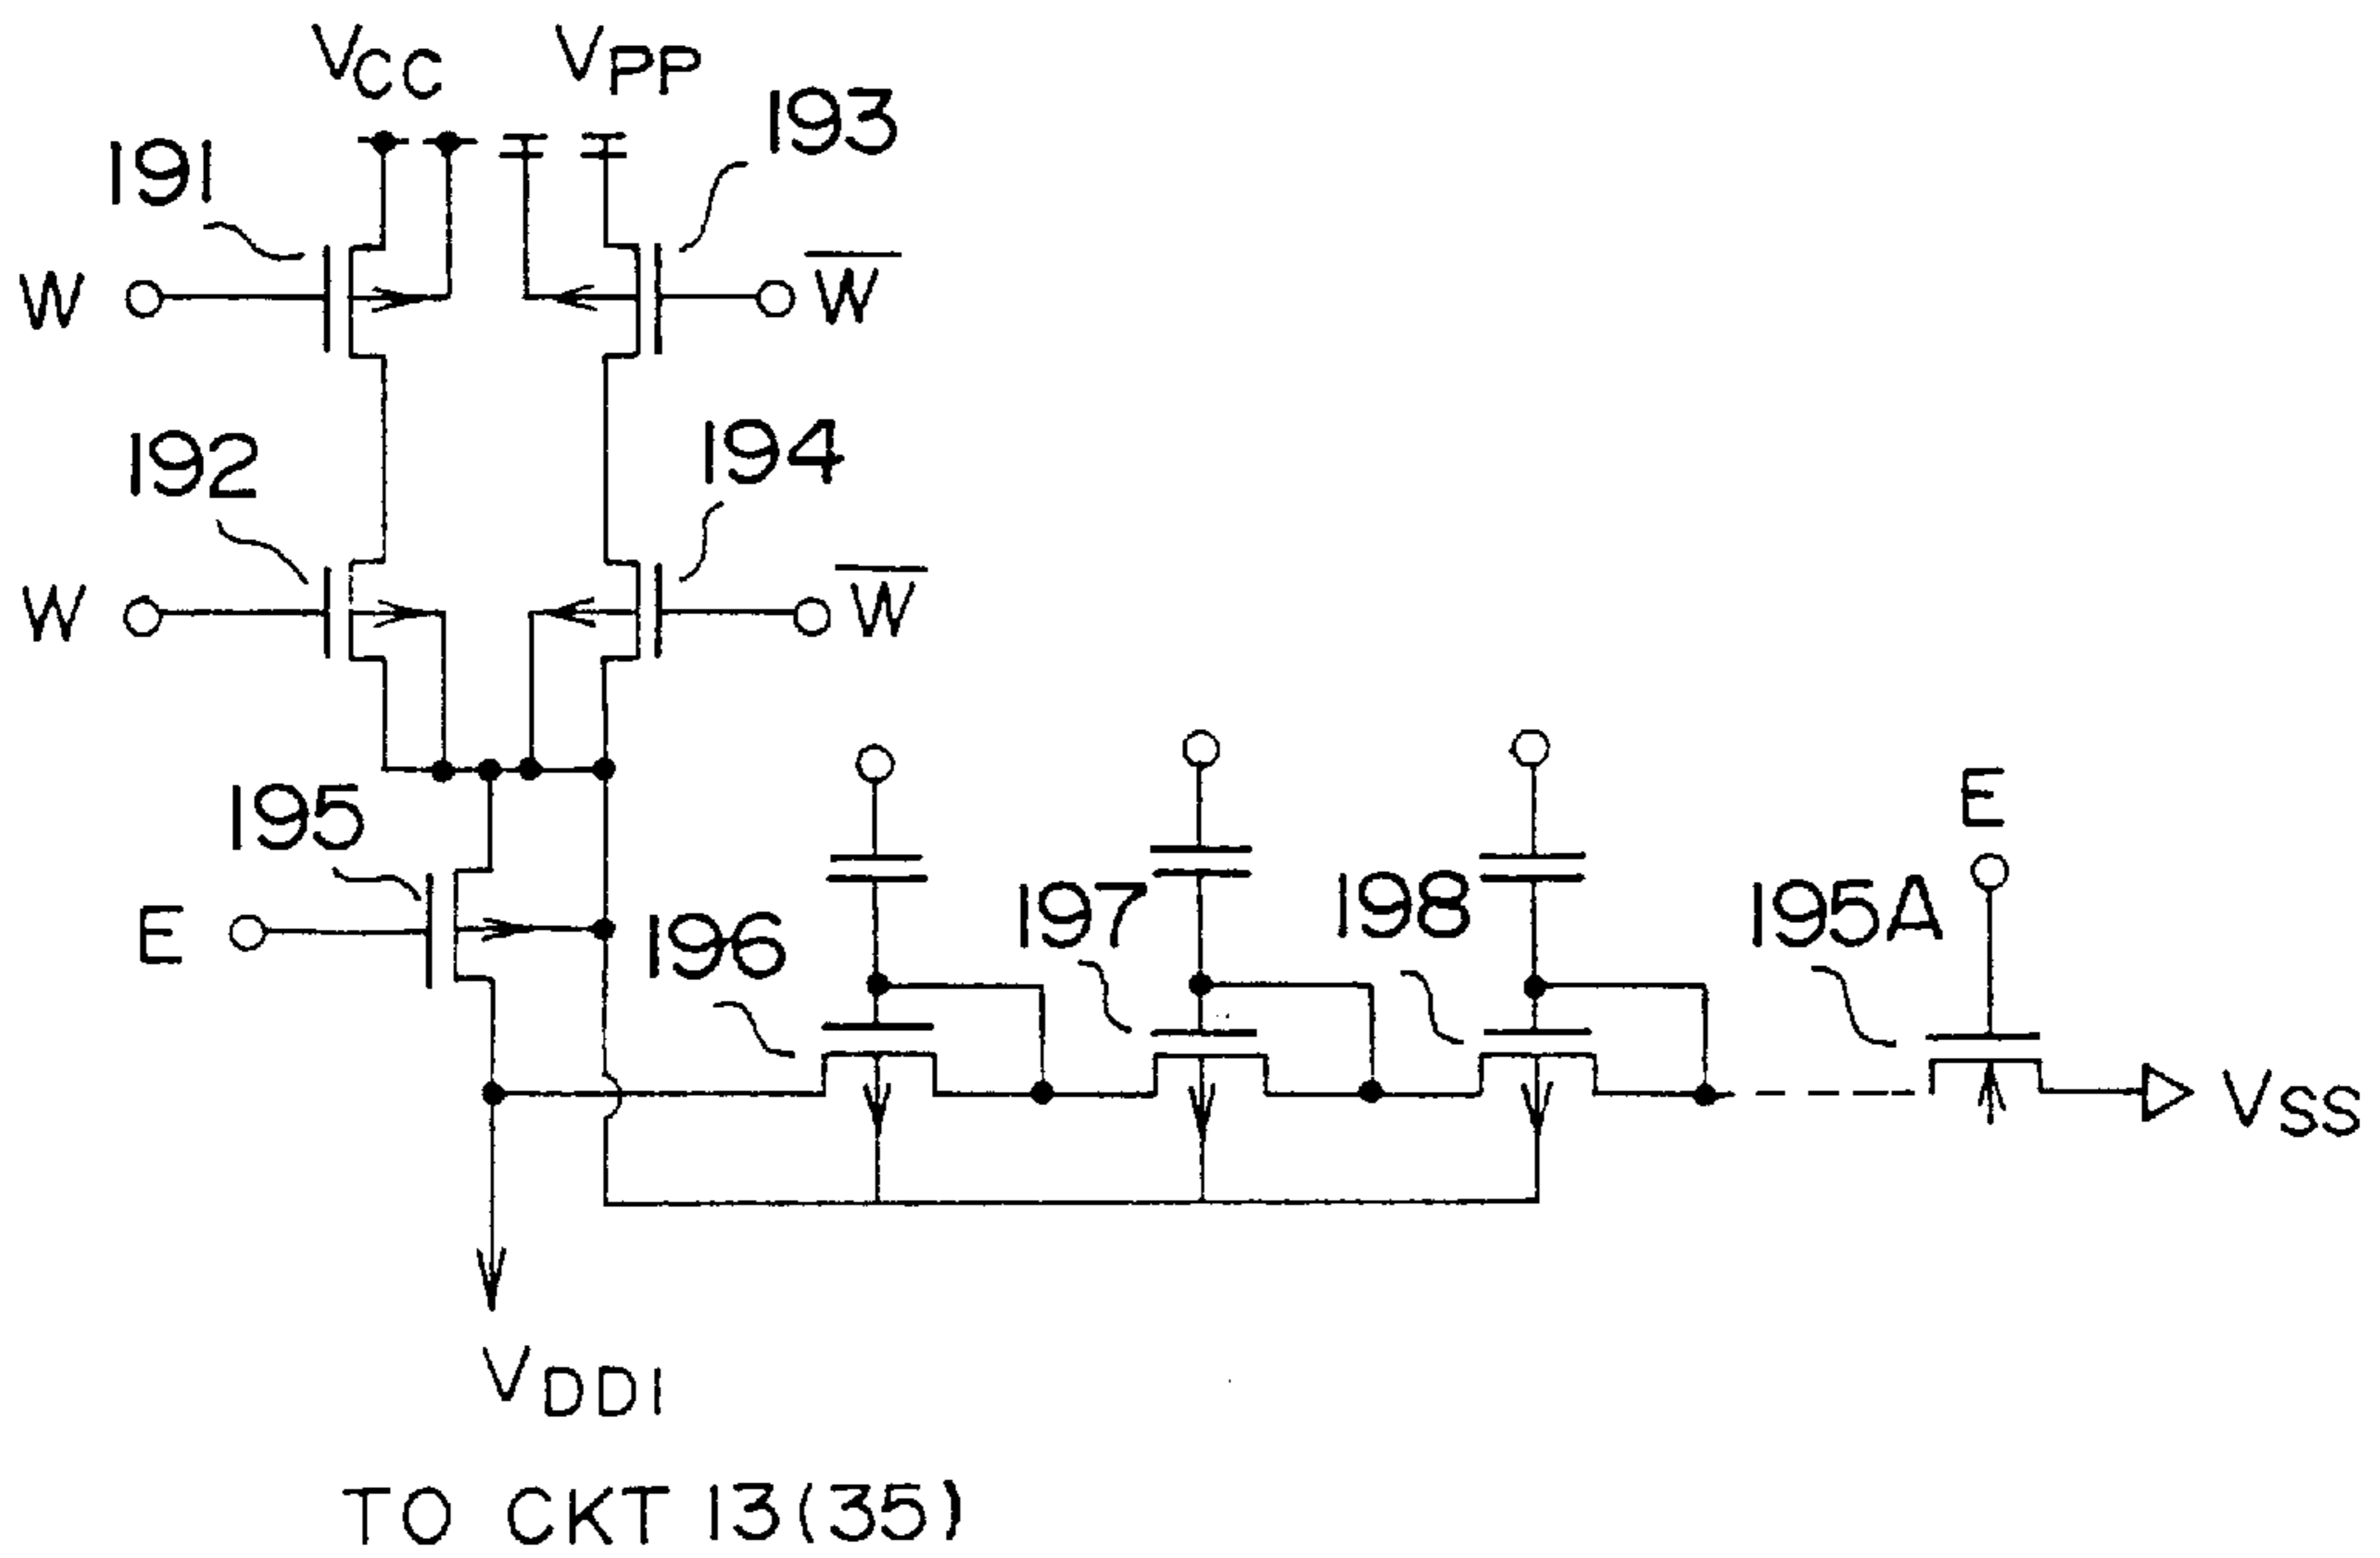 VCC
VPP
191
193
W
W̅
192
194
W
W̅
195
E
196
197
198
195A
E
VSS
VDDI
TO CKT 13(35)